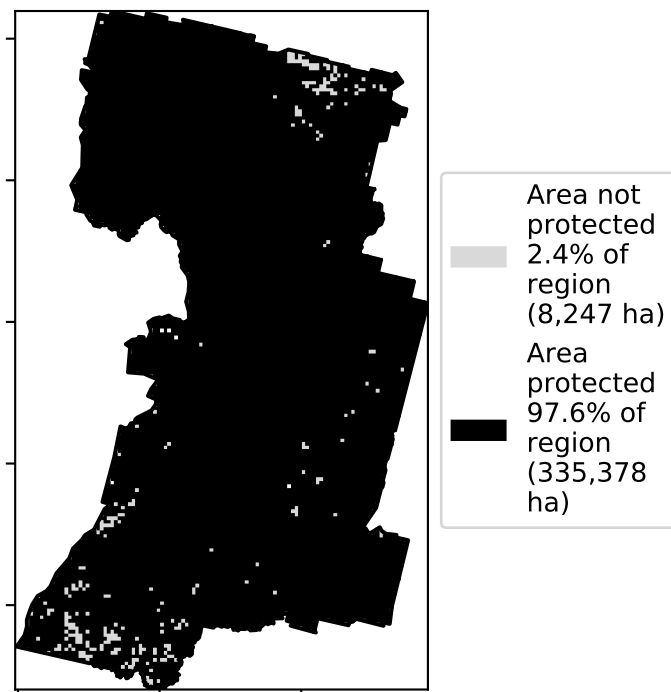 Area not
protected
2.4% of
region
(8,247 ha)
Area
protected
97.6% of
region
(335,378
ha)